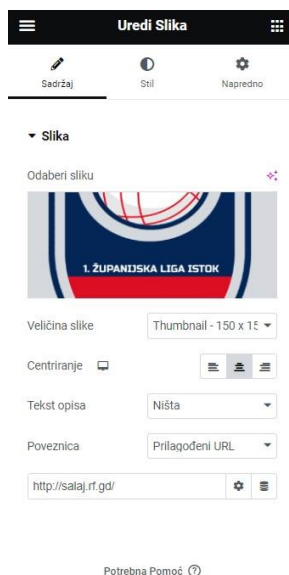 Uredi Slika
Sadržaj
Stil
Napredno
Slika
Odaberi sliku
1. ŽUPANIJSKA LIGA ISTOK
Veličina slike
Thumbnail - 150 x 15
Centriranje
Tekst opisa
Ništa
Poveznica
Prilagođeni URL
http://salaj.rf.gd/
Potrebna Pomoć ?